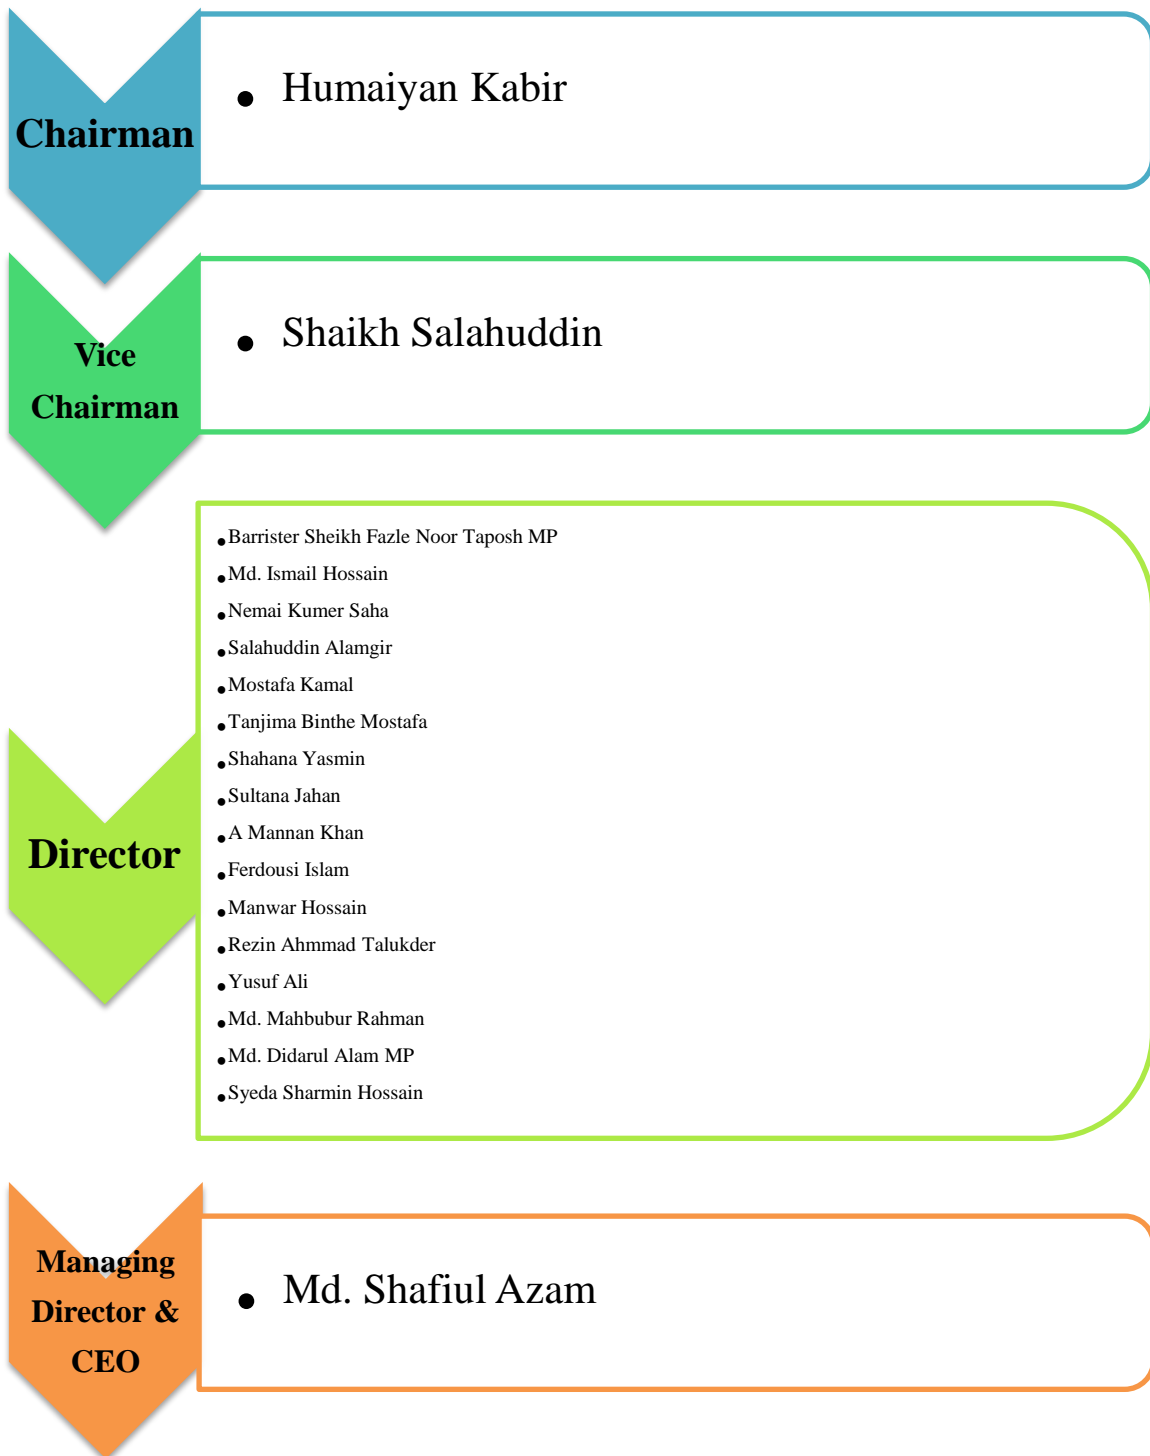 Chairman
• Humaiyan Kabir
Vice
Chairman
• Shaikh Salahuddin
Director
•Barrister Sheikh Fazle Noor Taposh MP
•Md. Ismail Hossain
•Nemai Kumer Saha
•Salahuddin Alamgir
•Mostafa Kamal
•Tanjima Binthe Mostafa
•Shahana Yasmin
•Sultana Jahan
•A Mannan Khan
•Ferdousi Islam
•Manwar Hossain
•Rezin Ahmmad Talukder
•Yusuf Ali
•Md. Mahbubur Rahman
•Md. Didarul Alam MP
•Syeda Sharmin Hossain
Managing
Director &
CEO
• Md. Shafiul Azam